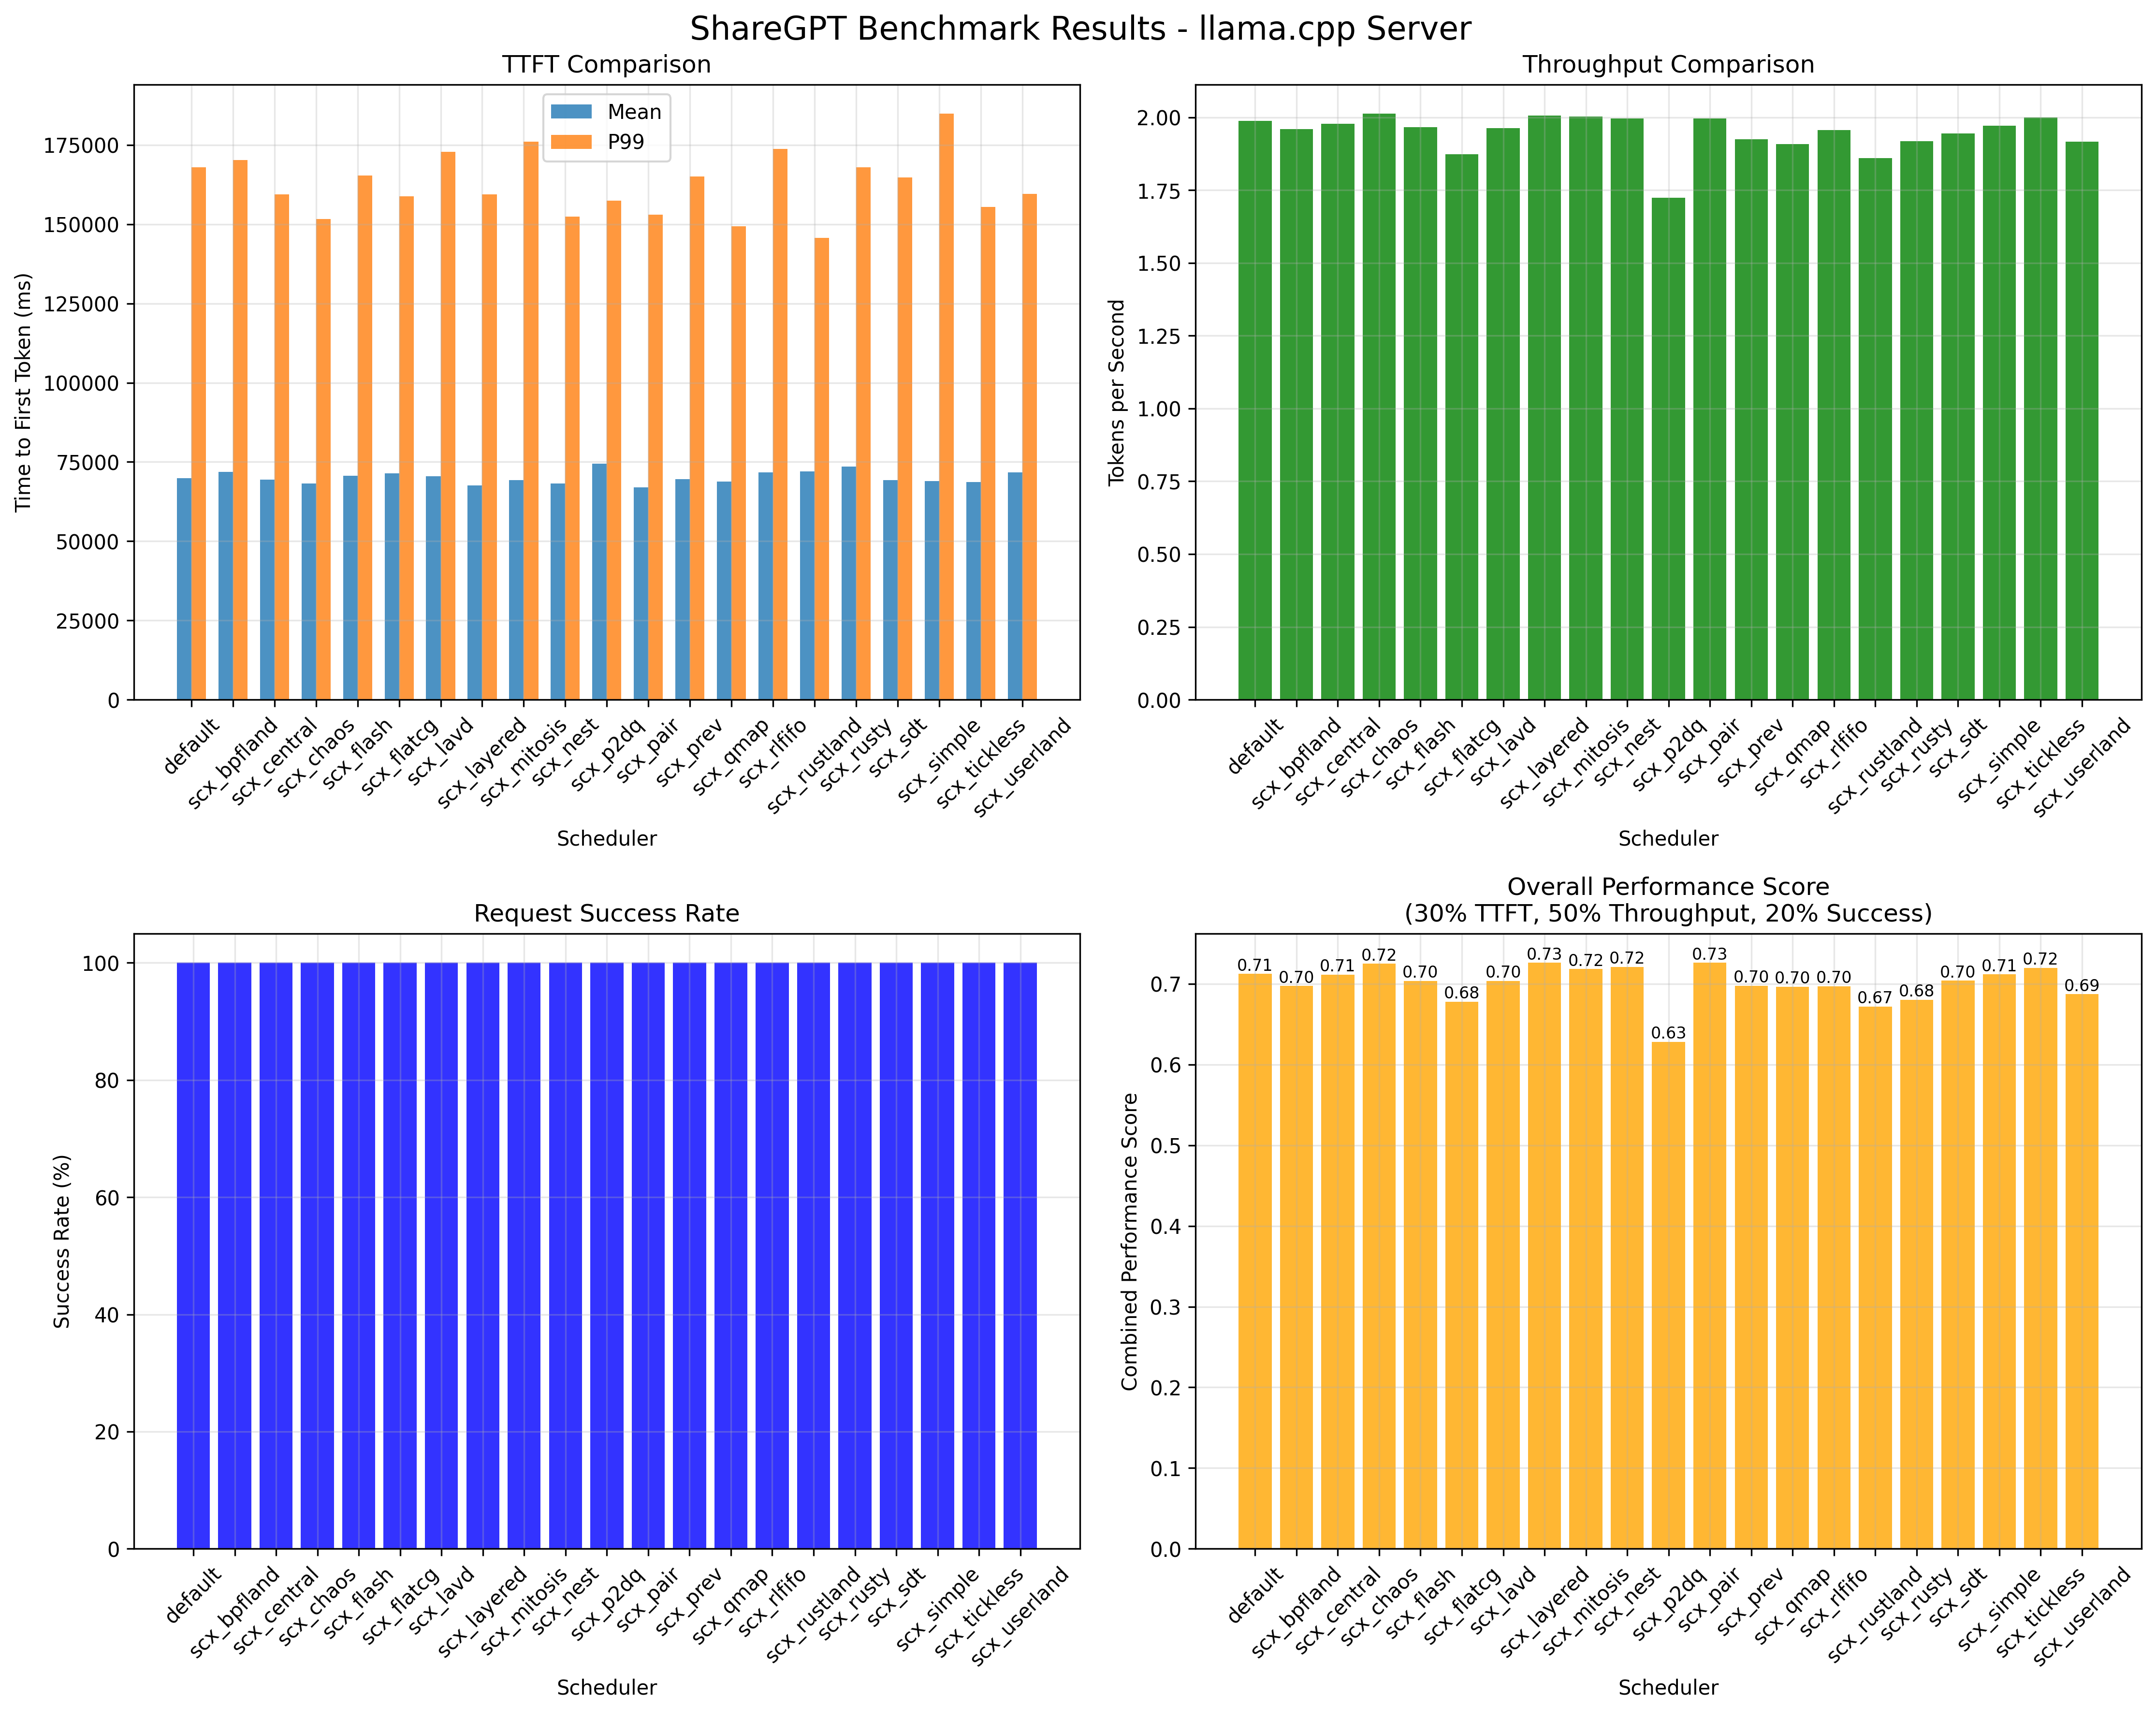 ShareGPT Benchmark Results - llama.cpp Server
TTFT Comparison
Mean
P99
Time to First Token (ms)
175000
150000
125000
100000
75000
50000
25000
0
default
scx_bpfland
scx_central
scx_chaos
scx_flash
scx_flatcg
scx_lavd
scx_layered
scx_mitosis
scx_nest
scx_p2dq
scx_pair
scx_prev
scx_qmap
scx_rlfifo
scx_rustland
scx_rusty
scx_sdt
scx_simple
scx_tickless
scx_userland
Scheduler
Throughput Comparison
Tokens per Second
2.00
1.75
1.50
1.25
1.00
0.75
0.50
0.25
0.00
default
scx_bpfland
scx_central
scx_chaos
scx_flash
scx_flatcg
scx_lavd
scx_layered
scx_mitosis
scx_nest
scx_p2dq
scx_pair
scx_prev
scx_qmap
scx_rlfifo
scx_rustland
scx_rusty
scx_sdt
scx_simple
scx_tickless
scx_userland
Scheduler
Request Success Rate
Success Rate (%)
100
80
60
40
20
0
default
scx_bpfland
scx_central
scx_chaos
scx_flash
scx_flatcg
scx_lavd
scx_layered
scx_mitosis
scx_nest
scx_p2dq
scx_pair
scx_prev
scx_qmap
scx_rlfifo
scx_rustland
scx_rusty
scx_sdt
scx_simple
scx_tickless
scx_userland
Scheduler
Overall Performance Score
(30% TTFT, 50% Throughput, 20% Success)
Combined Performance Score
0.7
0.6
0.5
0.4
0.3
0.2
0.1
0.0
0.71
0.70
0.71
0.72
0.70
0.68
0.70
0.73
0.72
0.72
0.63
0.73
0.70
0.70
0.70
0.67
0.68
0.70
0.71
0.72
0.69
default
scx_bpfland
scx_central
scx_chaos
scx_flash
scx_flatcg
scx_lavd
scx_layered
scx_mitosis
scx_nest
scx_p2dq
scx_pair
scx_prev
scx_qmap
scx_rlfifo
scx_rustland
scx_rusty
scx_sdt
scx_simple
scx_tickless
scx_userland
Scheduler